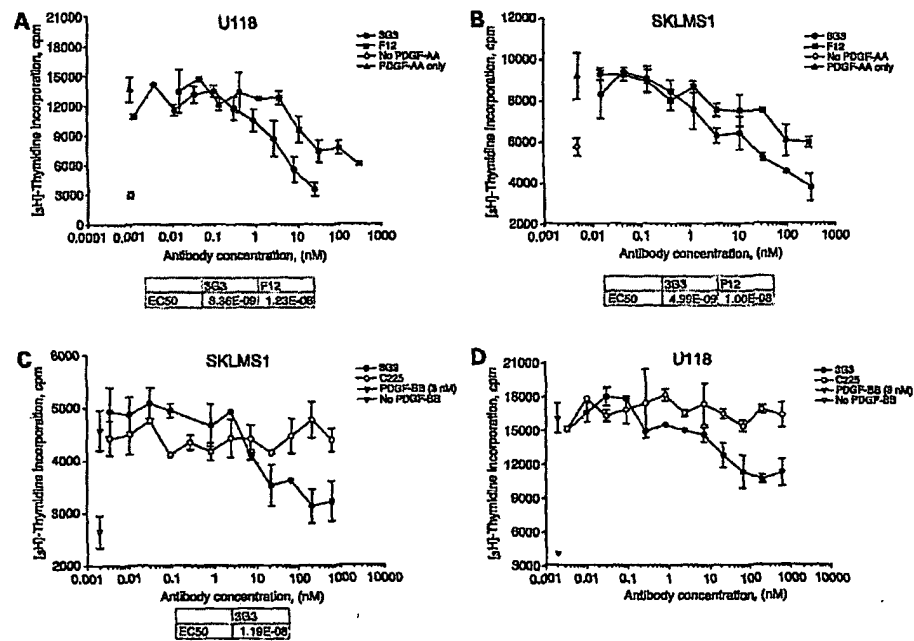 A
U118
[3H]-Thymidine Incorporation, cpm
21000
18000
15000
12000
9000
6000
3000
0
0.0001 0.001 0.01 0.1 1 10 100 1000
Antibody concentration, (nM)
3G3
F12
No PDGF-AA
PDGF-AA only
3G3 F12
EC50 8.36E-09 1.23E-08
B
SKLMS1
[3H]-Thymidine Incorporation, cpm
12000
10000
8000
6000
4000
2000
0.001 0.01 0.1 1 10 100 1000
Antibody concentration, (nM)
3G3
F12
No PDGF-AA
PDGF-AA only
3G3 F12
EC50 4.99E-09 1.00E-08
C
SKLMS1
[3H]-Thymidine Incorporation, cpm
6000
5000
4000
3000
2000
0.001 0.01 0.1 1 10 100 1000
Antibody concentration, (nM)
3G3
C225
PDGF-BB (3 nM)
No PDGF-BB
3G3
EC50 1.19E-08
D
U118
[3H]-Thymidine Incorporation, cpm
21000
18000
15000
12000
9000
6000
3000
0.001 0.01 0.1 1 10 100 1000 10000
Antibody concentration, (nM)
3G3
C225
PDGF-BB (3 nM)
No PDGF-BB